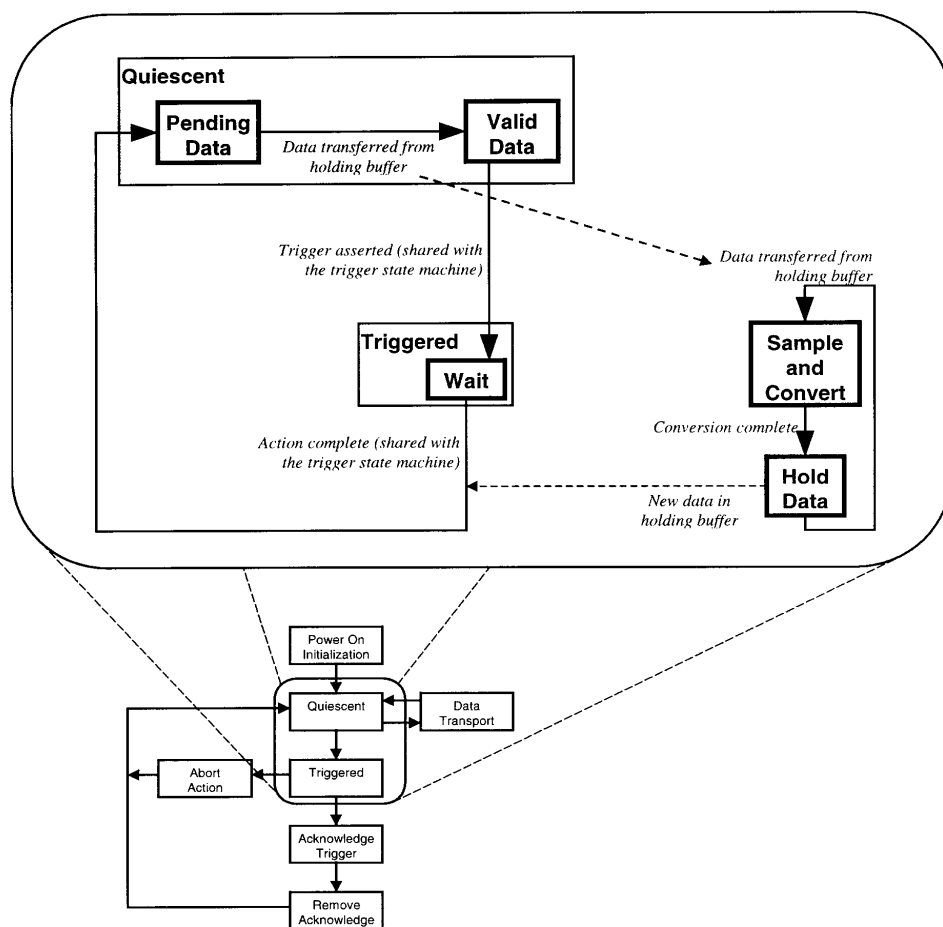 Quiescent
Pending
Data
Valid
Data
Data transferred from
holding buffer
Trigger asserted (shared with
the trigger state machine)
Data transferred from
holding buffer
Triggered
Wait
Sample
and
Convert
Action complete (shared with
the trigger state machine)
Conversion complete
Hold
Data
New data in
holding buffer
Power On
Initialization
Quiescent
Data
Transport
Abort
Action
Triggered
Acknowledge
Trigger
Remove
Acknowledge